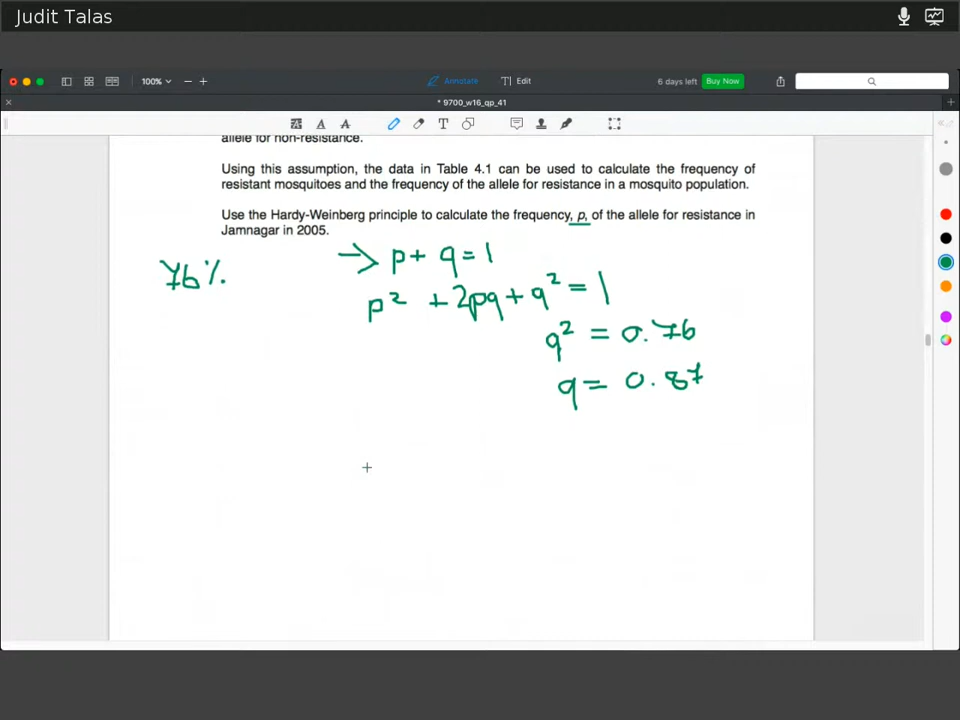 Judit Talas
100%
Annotate
Edit
6 days left
Buy Now
* 9700_w16_qp_41
allele for non-resistance.
Using this assumption, the data in Table 4.1 can be used to calculate the frequency of
resistant mosquitoes and the frequency of the allele for resistance in a mosquito population.
Use the Hardy-Weinberg principle to calculate the frequency, p, of the allele for resistance in
Jamnagar in 2005.
76%
→ p + q = 1
p² + 2pq + q² = 1
q² = 0.76
q = 0.87